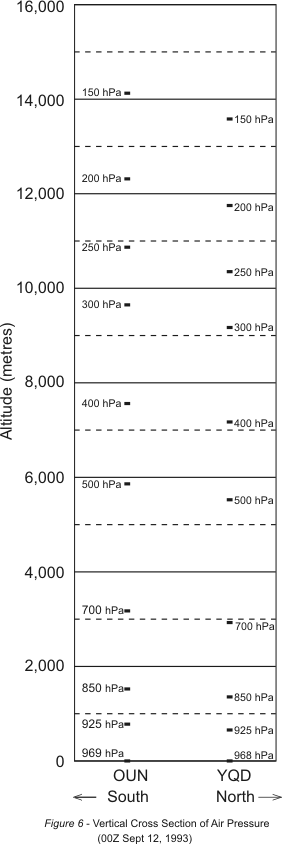 16,000
150 hPa
14,000
150 hPa
200 hPa
12,000
200 hPa
250 hPa
10,000
250 hPa
300 hPa
300 hPa
8,000
400 hPa
400 hPa
6,000
500 hPa
500 hPa
4,000
700 hPa
700 hPa
2,000
850 hPa
850 hPa
925 hPa
925 hPa
969 hPa
968 hPa
0
Altitude (metres)
OUN YQD
← South North →
Figure 6 - Vertical Cross Section of Air Pressure
(00Z Sept 12, 1993)